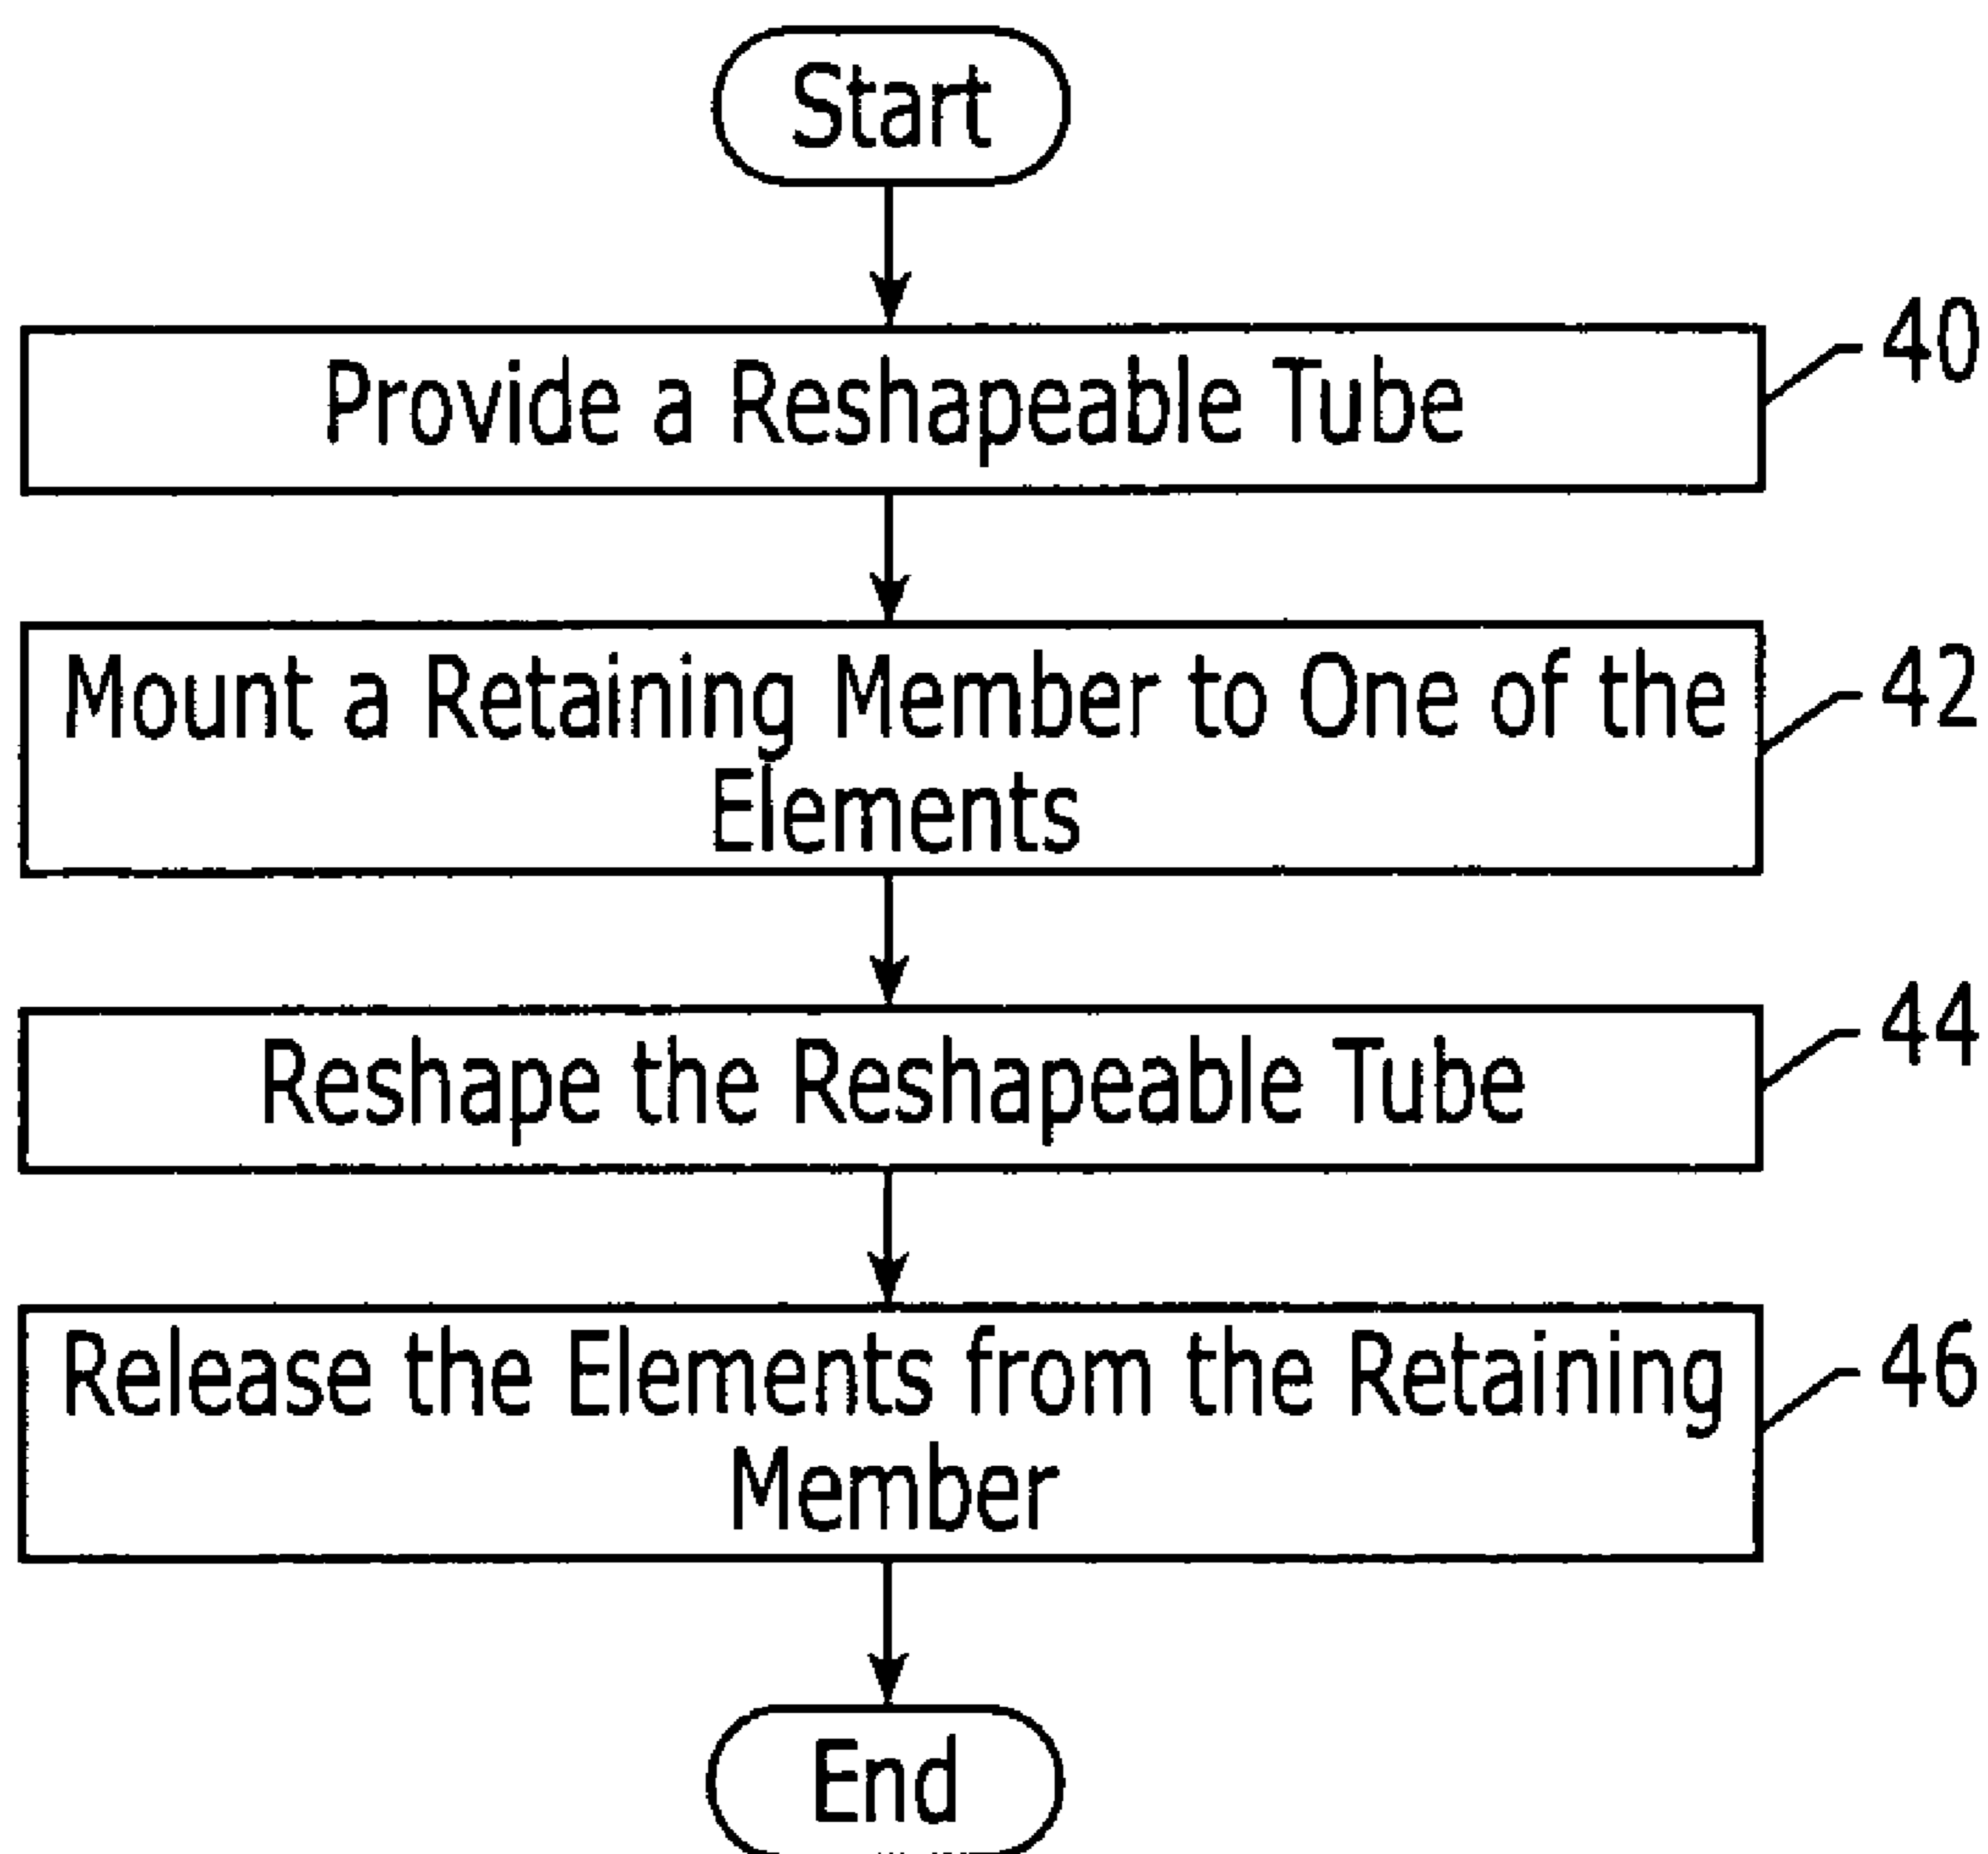 Start
Provide a Reshapeable Tube
40
Mount a Retaining Member to One of the
Elements
42
Reshape the Reshapeable Tube
44
Release the Elements from the Retaining
Member
46
End